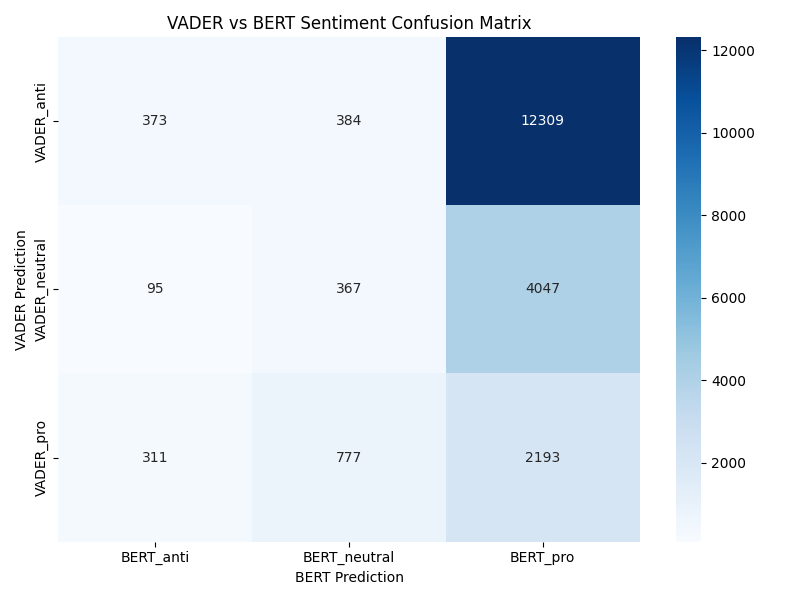 VADER vs BERT Sentiment Confusion Matrix
VADER Prediction
VADER_anti
373 384 12309
VADER_neutral
95 367 4047
VADER_pro
311 777 2193
BERT_anti BERT_neutral BERT_pro
BERT Prediction
12000
10000
8000
6000
4000
2000